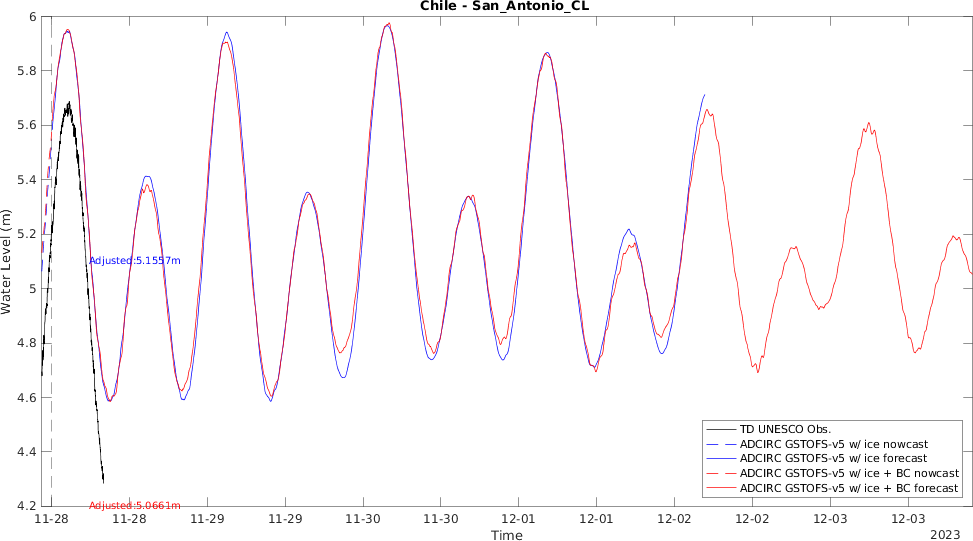 Chile - San_Antonio_CL
Water Level (m)
6
5.8
5.6
5.4
5.2
5
4.8
4.6
4.4
4.2
Adjusted:5.1557m
Adjusted:5.0661m
TD UNESCO Obs.
ADCIRC GSTOFS-v5 w/ ice nowcast
ADCIRC GSTOFS-v5 w/ ice forecast
ADCIRC GSTOFS-v5 w/ ice + BC nowcast
ADCIRC GSTOFS-v5 w/ ice + BC forecast
11-28 11-28 11-29 11-29 11-30 11-30 12-01 12-01 12-02 12-02 12-03 12-03
Time
2023